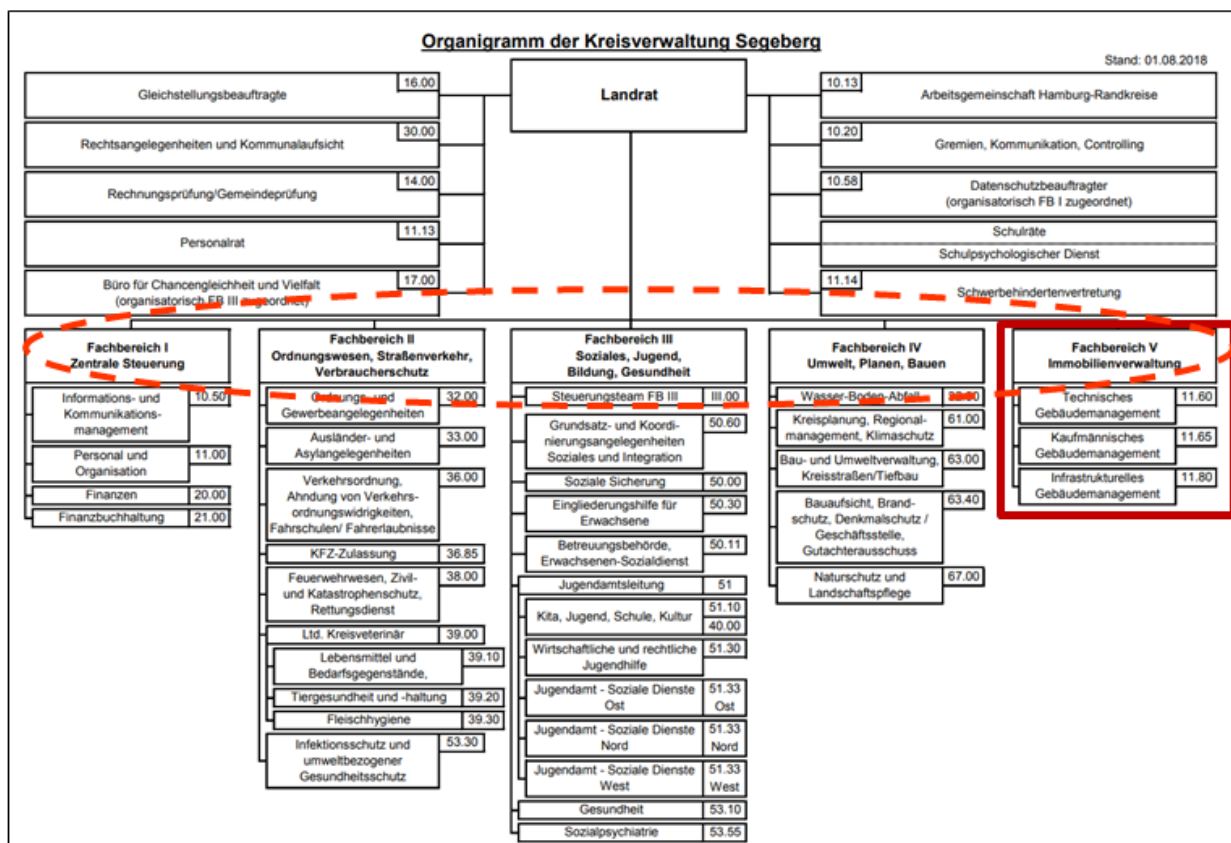 Organigramm der Kreisverwaltung Segeberg
Stand: 01.08.2018
Landrat
16.00
Gleichstellungsbeauftragte
30.00
Rechtsangelegenheiten und Kommunalaufsicht
14.00
Rechnungsprüfung/Gemeindeprüfung
11.13
Personalrat
17.00
Büro für Chancengleichheit und Vielfalt
(organisatorisch FB III zugeordnet)
10.13
Arbeitsgemeinschaft Hamburg-Randkreise
10.20
Gremien, Kommunikation, Controlling
10.58
Datenschutzbeauftragter
(organisatorisch FB I zugeordnet)
Schulräte
Schulpsychologischer Dienst
11.14
Schwerbehindertenvertretung
Fachbereich I
Zentrale Steuerung
Informations- und
Kommunikations-
management
10.50
Personal und
Organisation
11.00
Finanzen
20.00
Finanzbuchhaltung
21.00
Fachbereich II
Ordnungswesen, Straßenverkehr,
Verbraucherschutz
Ordnungs- und
Gewerbeangelegenheiten
32.00
Ausländer- und
Asylangelegenheiten
33.00
Verkehrsordnung,
Ahndung von Verkehrs-
ordnungswidrigkeiten,
Fahrschulen/ Fahrerlaubnisse
36.00
KFZ-Zulassung
36.85
Feuerwehrwesen, Zivil-
und Katastrophenschutz,
Rettungsdienst
38.00
Ltd. Kreisveterinär
39.00
Lebensmittel und
Bedarfsgegenstände,
39.10
Tiergesundheit und -haltung
39.20
Fleischhygiene
39.30
Infektionsschutz und
umweltbezogener
Gesundheitsschutz
53.30
Fachbereich III
Soziales, Jugend,
Bildung, Gesundheit
Steuerungsteam FB III
III.00
Grundsatz- und Koordi-
nierungsangelegenheiten
Soziales und Integration
50.60
Soziale Sicherung
50.00
Eingliederungshilfe für
Erwachsene
50.30
Betreuungsbehörde,
Erwachsenen-Sozialdienst
50.11
Jugendamtsleitung
51
Kita, Jugend, Schule, Kultur
51.10
40.00
Wirtschaftliche und rechtliche
Jugendhilfe
51.30
Jugendamt - Soziale Dienste
Ost
51.33
Ost
Jugendamt - Soziale Dienste
Nord
51.33
Nord
Jugendamt - Soziale Dienste
West
51.33
West
Gesundheit
53.10
Sozialpsychiatrie
53.55
Fachbereich IV
Umwelt, Planen, Bauen
Wasser-Boden-Abfall
Kreisplanung, Regional-
management, Klimaschutz
61.00
Bau- und Umweltverwaltung,
Kreisstraßen/Tiefbau
63.00
Bauaufsicht, Brand-
schutz, Denkmalschutz /
Geschäftsstelle,
Gutachterausschuss
63.40
Naturschutz und
Landschaftspflege
67.00
Fachbereich V
Immobilienverwaltung
Technisches
Gebäudemanagement
11.60
Kaufmännisches
Gebäudemanagement
11.65
Infrastrukturelles
Gebäudemanagement
11.80